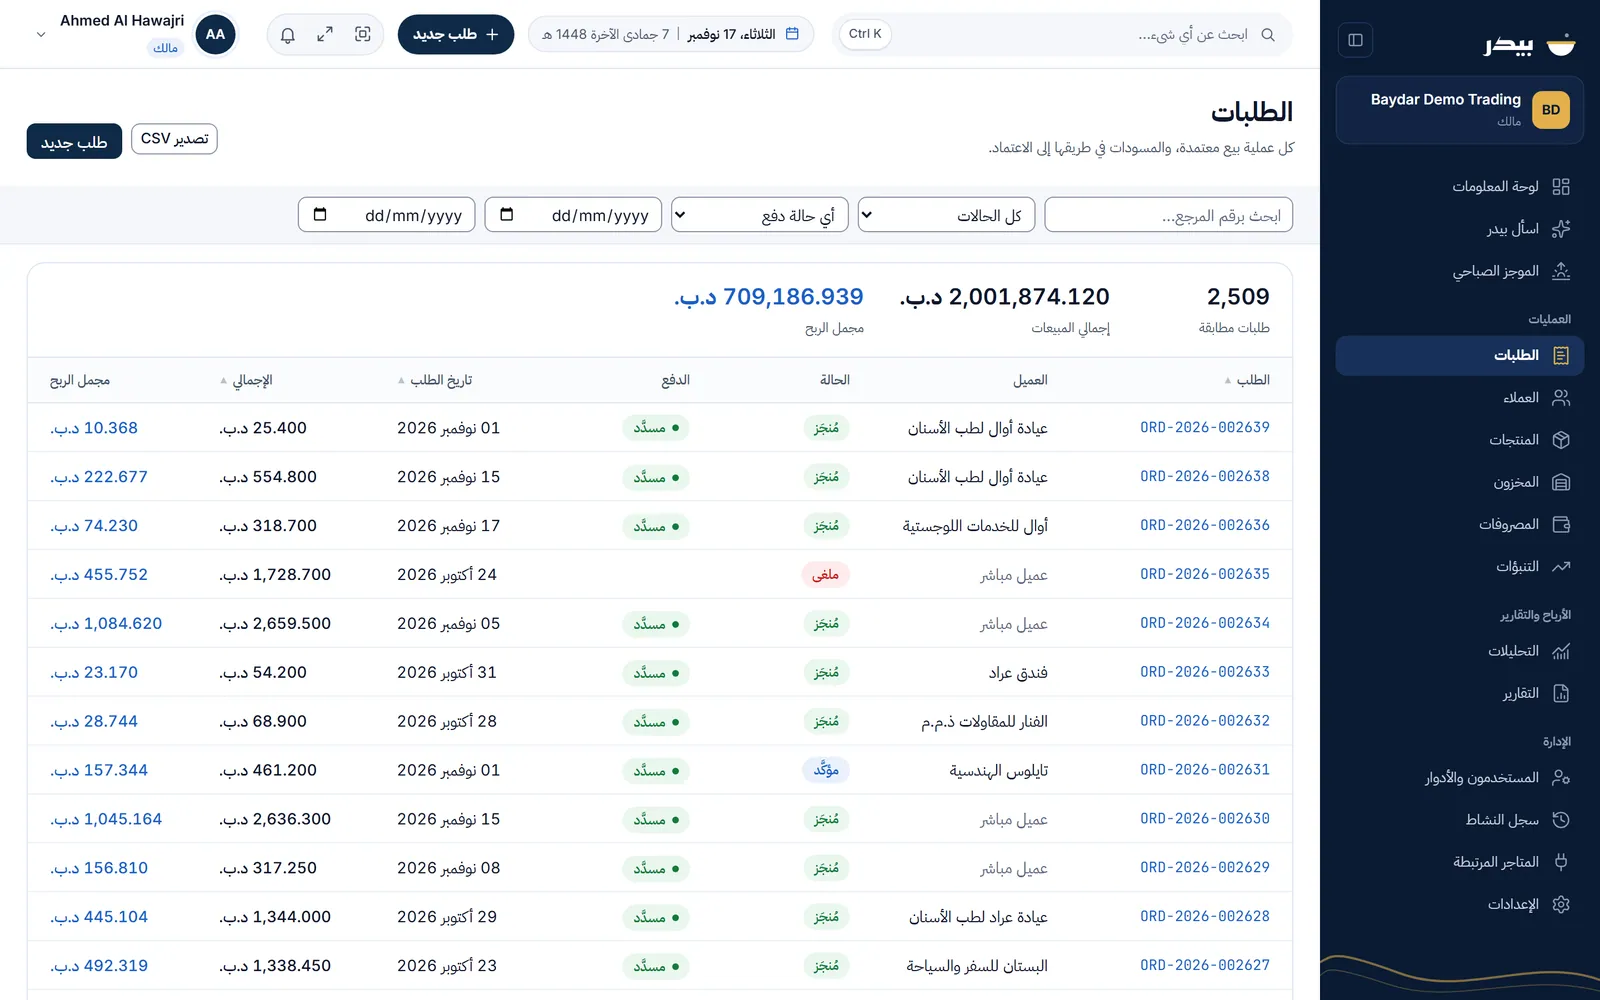 بيدر
BD
Baydar Demo Trading
مالك
لوحة المعلومات
اسأل بيدر
الموجز الصباحي
العمليات
الطلبات
العملاء
المنتجات
المخزون
المصروفات
التنبؤات
الأرباح والتقارير
التحليلات
التقارير
الإدارة
المستخدمون والأدوار
سجل النشاط
المتاجر المرتبطة
الإعدادات
ابحث عن أي شيء...
Ctrl K
الثلاثاء، 17 نوفمبر | 7 جمادى الآخرة 1448 هـ
+ طلب جديد
AA
Ahmed Al Hawajri
مالك
الطلبات
كل عملية بيع معتمدة، والمسودات في طريقها إلى الاعتماد.
تصدير CSV
طلب جديد
ابحث برقم المرجع...
كل الحالات
أي حالة دفع
dd/mm/yyyy
dd/mm/yyyy
2,509
طلبات مطابقة
2,001,874.120 د.ب.
إجمالي المبيعات
709,186.939 د.ب.
مجمل الربح
الطلب العميل الحالة الدفع تاريخ الطلب الإجمالي مجمل الربح
ORD-2026-002639 عيادة أوال لطب الأسنان مُنجَز مسدَّد 01 نوفمبر 2026 25.400 د.ب. 10.368 د.ب.
ORD-2026-002638 عيادة أوال لطب الأسنان مُنجَز مسدَّد 15 نوفمبر 2026 554.800 د.ب. 222.677 د.ب.
ORD-2026-002636 أوال للخدمات اللوجستية مُنجَز مسدَّد 17 نوفمبر 2026 318.700 د.ب. 74.230 د.ب.
ORD-2026-002635 عميل مباشر ملغى 24 أكتوبر 2026 1,728.700 د.ب. 455.752 د.ب.
ORD-2026-002634 عميل مباشر مُنجَز مسدَّد 05 نوفمبر 2026 2,659.500 د.ب. 1,084.620 د.ب.
ORD-2026-002633 فندق عراد مُنجَز مسدَّد 31 أكتوبر 2026 54.200 د.ب. 23.170 د.ب.
ORD-2026-002632 الفنار للمقاولات ذ.م.م مُنجَز مسدَّد 28 أكتوبر 2026 68.900 د.ب. 28.744 د.ب.
ORD-2026-002631 تايلوس الهندسية مؤكَّد مسدَّد 01 نوفمبر 2026 461.200 د.ب. 157.344 د.ب.
ORD-2026-002630 عميل مباشر مُنجَز مسدَّد 15 نوفمبر 2026 2,636.300 د.ب. 1,045.164 د.ب.
ORD-2026-002629 عميل مباشر مُنجَز مسدَّد 08 نوفمبر 2026 317.250 د.ب. 156.810 د.ب.
ORD-2026-002628 عيادة عراد لطب الأسنان مُنجَز مسدَّد 29 أكتوبر 2026 1,344.000 د.ب. 445.104 د.ب.
ORD-2026-002627 البستان للسفر والسياحة مُنجَز مسدَّد 23 أكتوبر 2026 1,338.450 د.ب. 492.319 د.ب.